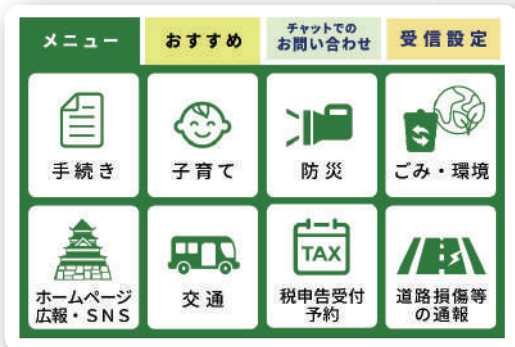 メニュー
おすすめ
チャットでの
お問い合わせ
受信設定
手続き
子育て
防災
ごみ・環境
ホームページ
広報・SNS
交通
TAX
税申告受付
予約
道路損傷等
の通報